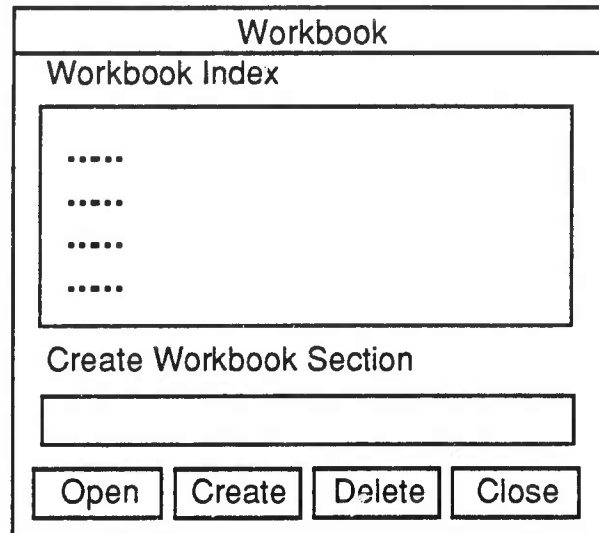 Workbook
Workbook Index
.....
.....
.....
.....
Create Workbook Section
Open Create Delete Close